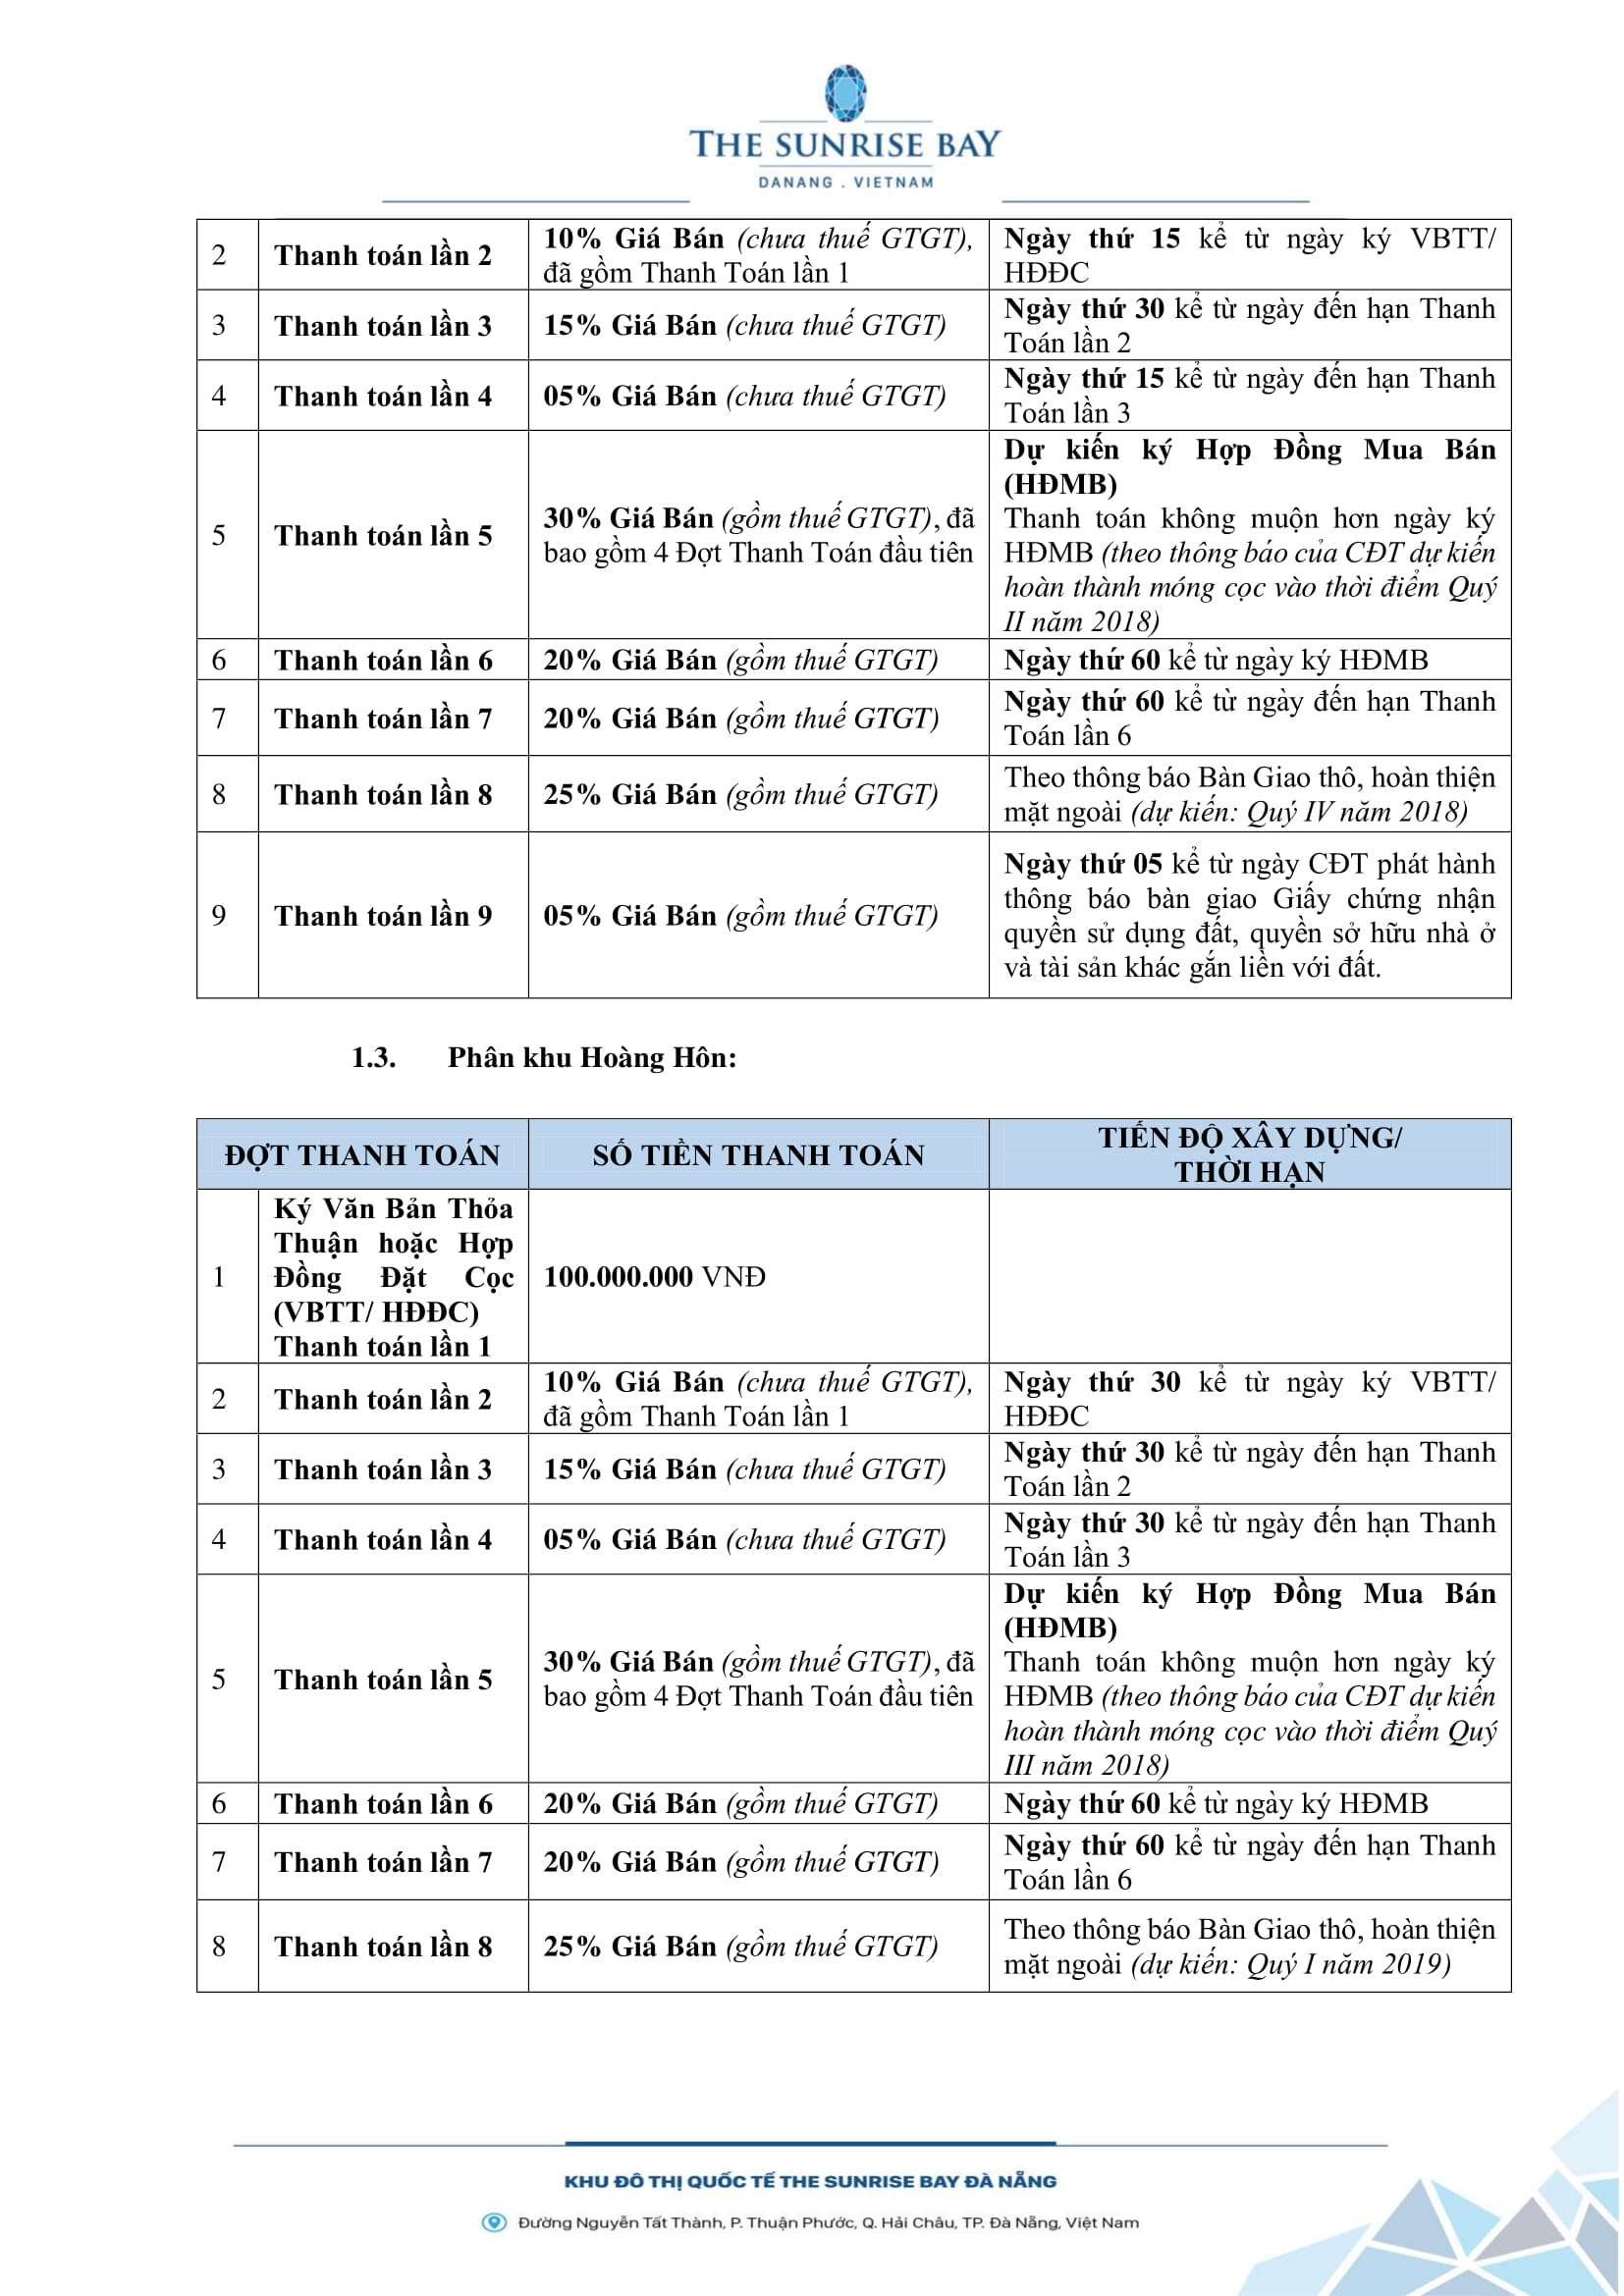 THE SUNRISE BAY
DANANG . VIETNAM
2
Thanh toán lần 2
10% Giá Bán (chưa thuế GTGT),
đã gồm Thanh Toán lần 1
Ngày thứ 15 kể từ ngày ký VBTT/
HĐĐC
3
Thanh toán lần 3
15% Giá Bán (chưa thuế GTGT)
Ngày thứ 30 kể từ ngày đến hạn Thanh
Toán lần 2
4
Thanh toán lần 4
05% Giá Bán (chưa thuế GTGT)
Ngày thứ 15 kể từ ngày đến hạn Thanh
Toán lần 3
5
Thanh toán lần 5
30% Giá Bán (gồm thuế GTGT), đã
bao gồm 4 Đợt Thanh Toán đầu tiên
Dự kiến ký Hợp Đồng Mua Bán
(HĐMB)
Thanh toán không muộn hơn ngày ký
HĐMB (theo thông báo của CĐT dự kiến
hoàn thành móng cọc vào thời điểm Quý
II năm 2018)
6
Thanh toán lần 6
20% Giá Bán (gồm thuế GTGT)
Ngày thứ 60 kể từ ngày ký HĐMB
7
Thanh toán lần 7
20% Giá Bán (gồm thuế GTGT)
Ngày thứ 60 kể từ ngày đến hạn Thanh
Toán lần 6
8
Thanh toán lần 8
25% Giá Bán (gồm thuế GTGT)
Theo thông báo Bàn Giao thô, hoàn thiện
mặt ngoài (dự kiến: Quý IV năm 2018)
9
Thanh toán lần 9
05% Giá Bán (gồm thuế GTGT)
Ngày thứ 05 kể từ ngày CĐT phát hành
thông báo bàn giao Giấy chứng nhận
quyền sử dụng đất, quyền sở hữu nhà ở
và tài sản khác gắn liền với đất.
1.3. Phân khu Hoàng Hôn:
ĐỢT THANH TOÁN
SỐ TIỀN THANH TOÁN
TIẾN ĐỘ XÂY DỰNG/
THỜI HẠN
1
Ký Văn Bản Thỏa
Thuận hoặc Hợp
Đồng Đặt Cọc
(VBTT/ HĐĐC)
Thanh toán lần 1
100.000.000 VNĐ
2
Thanh toán lần 2
10% Giá Bán (chưa thuế GTGT),
đã gồm Thanh Toán lần 1
Ngày thứ 30 kể từ ngày ký VBTT/
HĐĐC
3
Thanh toán lần 3
15% Giá Bán (chưa thuế GTGT)
Ngày thứ 30 kể từ ngày đến hạn Thanh
Toán lần 2
4
Thanh toán lần 4
05% Giá Bán (chưa thuế GTGT)
Ngày thứ 30 kể từ ngày đến hạn Thanh
Toán lần 3
5
Thanh toán lần 5
30% Giá Bán (gồm thuế GTGT), đã
bao gồm 4 Đợt Thanh Toán đầu tiên
Dự kiến ký Hợp Đồng Mua Bán
(HĐMB)
Thanh toán không muộn hơn ngày ký
HĐMB (theo thông báo của CĐT dự kiến
hoàn thành móng cọc vào thời điểm Quý
III năm 2018)
6
Thanh toán lần 6
20% Giá Bán (gồm thuế GTGT)
Ngày thứ 60 kể từ ngày ký HĐMB
7
Thanh toán lần 7
20% Giá Bán (gồm thuế GTGT)
Ngày thứ 60 kể từ ngày đến hạn Thanh
Toán lần 6
8
Thanh toán lần 8
25% Giá Bán (gồm thuế GTGT)
Theo thông báo Bàn Giao thô, hoàn thiện
mặt ngoài (dự kiến: Quý I năm 2019)
KHU ĐÔ THỊ QUỐC TẾ THE SUNRISE BAY ĐÀ NẴNG
Đường Nguyễn Tất Thành, P. Thuận Phước, Q. Hải Châu, TP. Đà Nẵng, Việt Nam